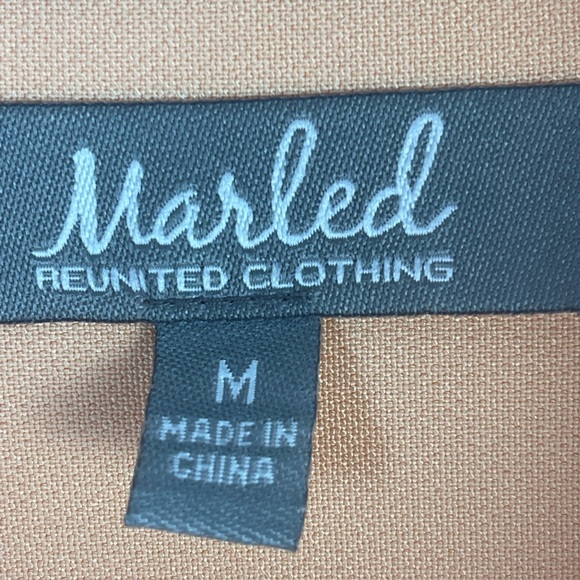 Marled
REUNITED CLOTHING
M
MADE IN
CHINA